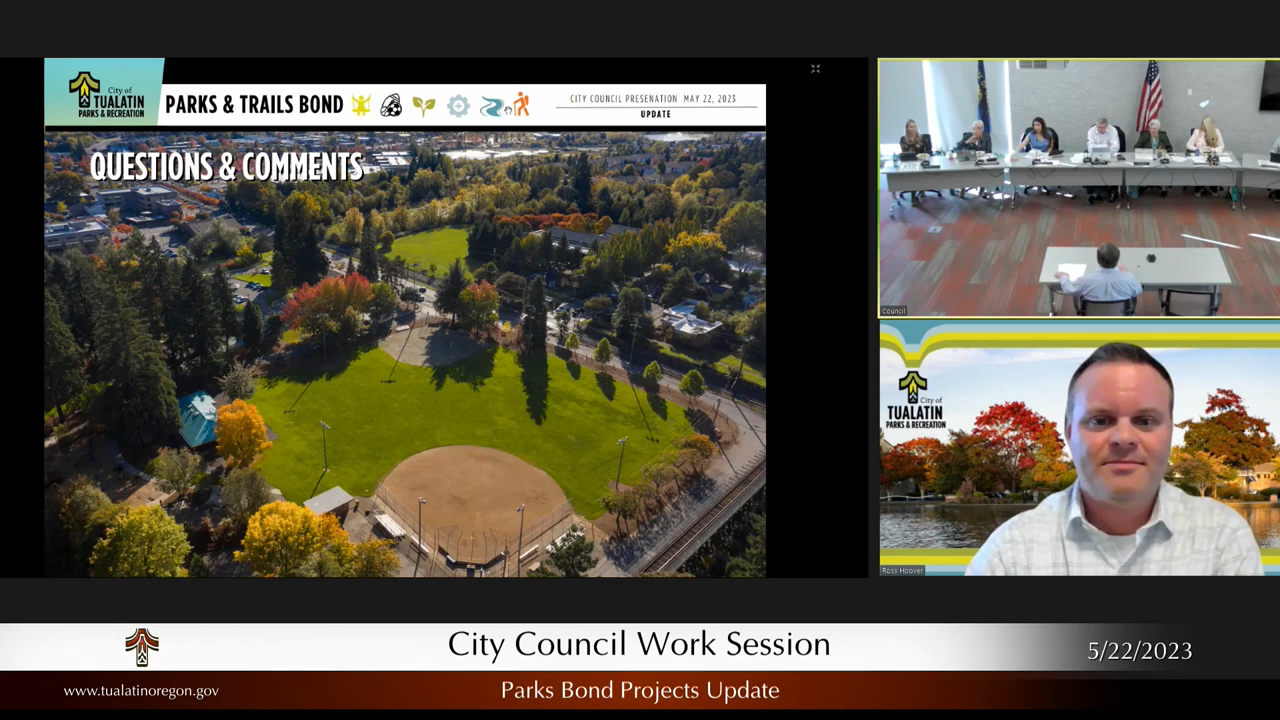 City of
TUALATIN
PARKS & RECREATION
PARKS & TRAILS BOND
CITY COUNCIL PRESENATION MAY 22, 2023
UPDATE
QUESTIONS & COMMENTS
Council
City of
TUALATIN
PARKS & RECREATION
Ross Hoover
City Council Work Session
5/22/2023
www.tualatinoregon.gov
Parks Bond Projects Update